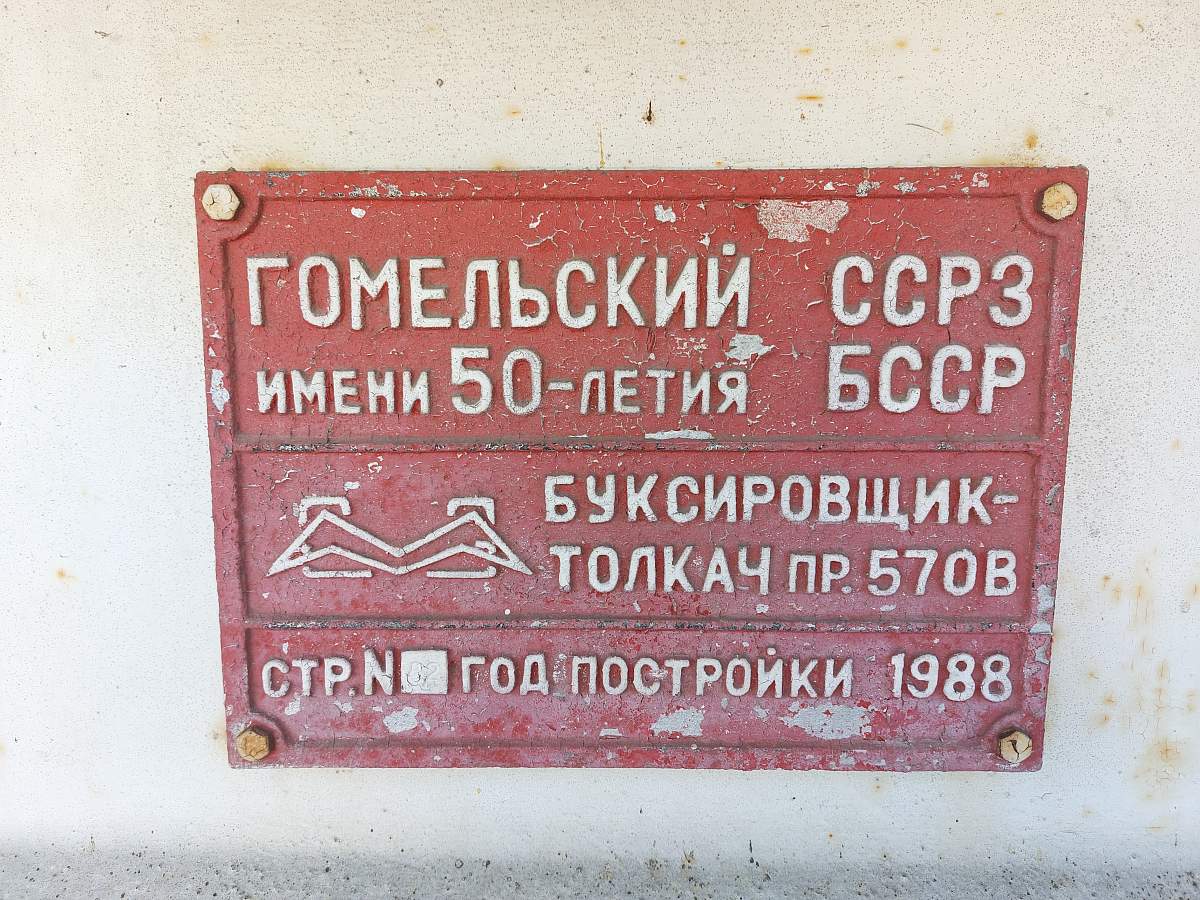 ГОМЕЛЬСКИЙ ССРЗ
ИМЕНИ 50-ЛЕТИЯ БССР
БУКСИРОВЩИК-
ТОЛКАЧ ПР. 570В
СТР. N ГОД ПОСТРОЙКИ 1988